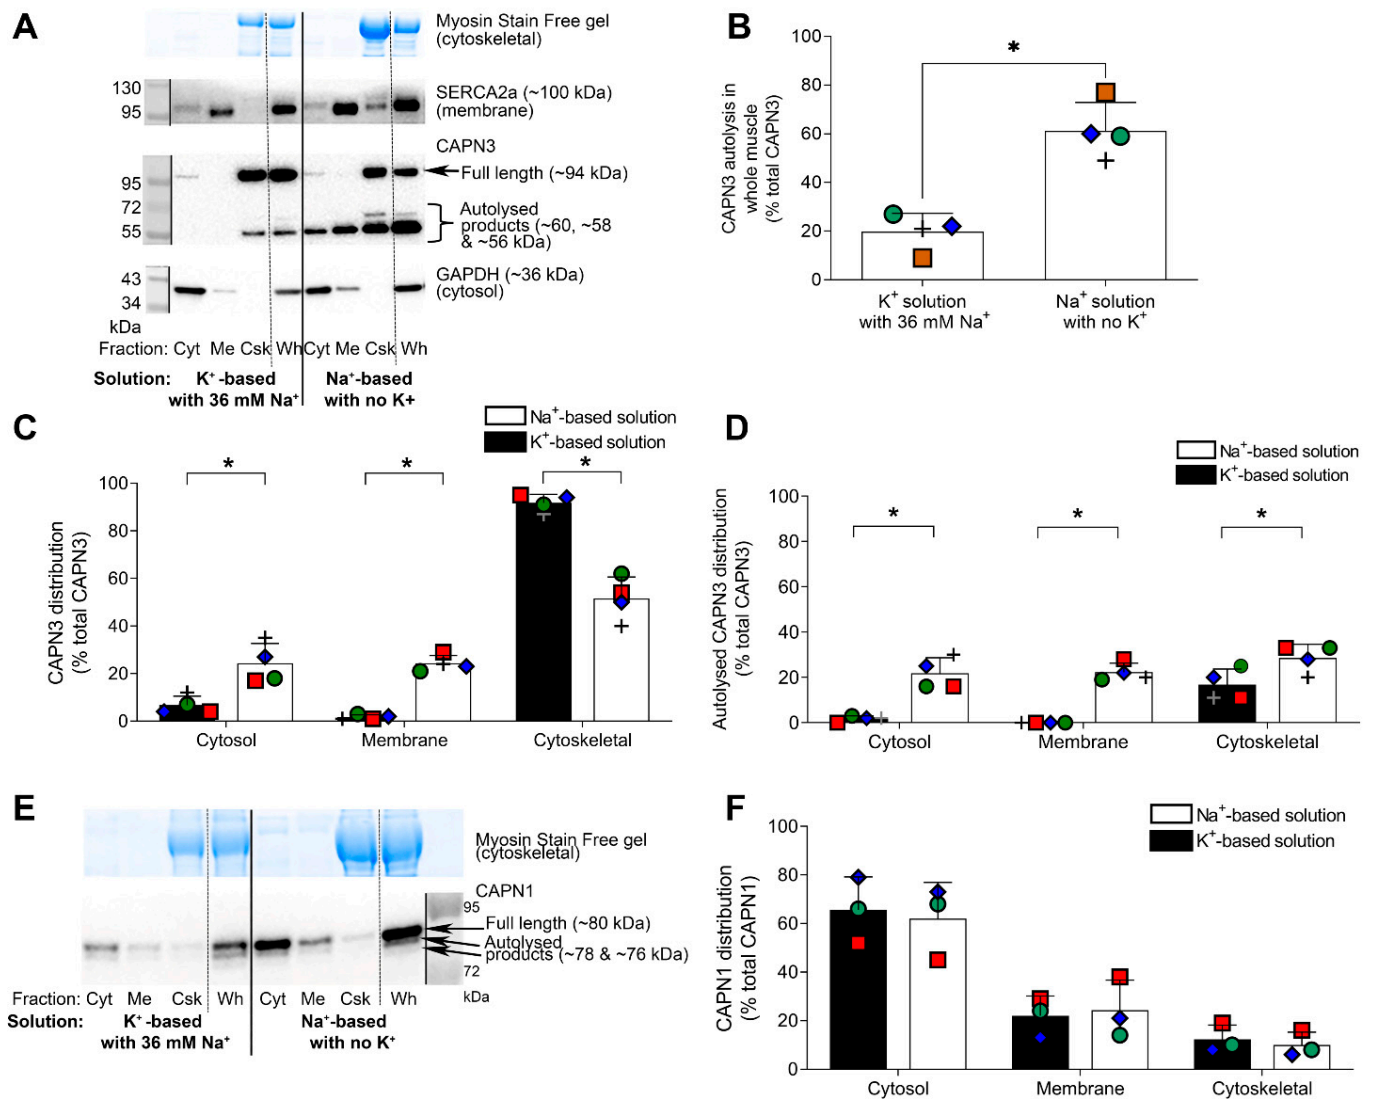 A
Myosin Stain Free gel
(cytoskeletal)
130
95
SERCA2a (~100 kDa)
(membrane)
CAPN3
Full length (~94 kDa)
95
72
55
Autolysed
products (~60, ~58
& ~56 kDa)
43
34
GAPDH (~36 kDa)
(cytosol)
kDa
Fraction: Cyt Me Csk Wh Cyt Me Csk Wh
Solution: K⁺-based Na⁺-based
with 36 mM Na⁺ with no K+
B
CAPN3 autolysis in
whole muscle
(% total CAPN3)
100
80
60
40
20
0
*
K⁺ solution
with 36 mM Na⁺
Na⁺ solution
with no K⁺
C
Na⁺-based solution
K⁺-based solution
CAPN3 distribution
(% total CAPN3)
100
80
60
40
20
0
* * *
Cytosol Membrane Cytoskeletal
D
Na⁺-based solution
K⁺-based solution
Autolysed CAPN3 distribution
(% total CAPN3)
100
80
60
40
20
0
* * *
Cytosol Membrane Cytoskeletal
E
Myosin Stain Free gel
(cytoskeletal)
CAPN1
95
Full length (~80 kDa)
Autolysed
products (~78 & ~76 kDa)
72
kDa
Fraction: Cyt Me Csk Wh Cyt Me Csk Wh
Solution: K⁺-based Na⁺-based
with 36 mM Na⁺ with no K⁺
F
Na⁺-based solution
K⁺-based solution
CAPN1 distribution
(% total CAPN1)
100
80
60
40
20
0
Cytosol Membrane Cytoskeletal